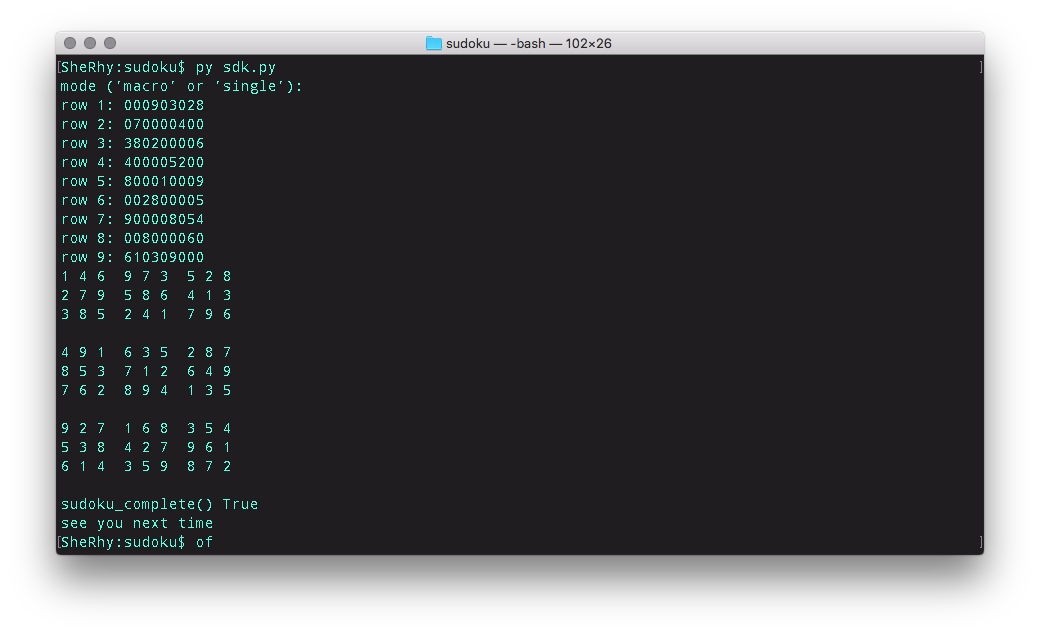 sudoku — -bash — 102×26
[SheRhy:sudoku$ py sdk.py ]
mode ('macro' or 'single'):
row 1: 000903028
row 2: 070000400
row 3: 380200006
row 4: 400005200
row 5: 800010009
row 6: 002800005
row 7: 900008054
row 8: 008000060
row 9: 610309000
1 4 6  9 7 3  5 2 8
2 7 9  5 8 6  4 1 3
3 8 5  2 4 1  7 9 6
4 9 1  6 3 5  2 8 7
8 5 3  7 1 2  6 4 9
7 6 2  8 9 4  1 3 5
9 2 7  1 6 8  3 5 4
5 3 8  4 2 7  9 6 1
6 1 4  3 5 9  8 7 2
sudoku_complete() True
see you next time
[SheRhy:sudoku$ of ]